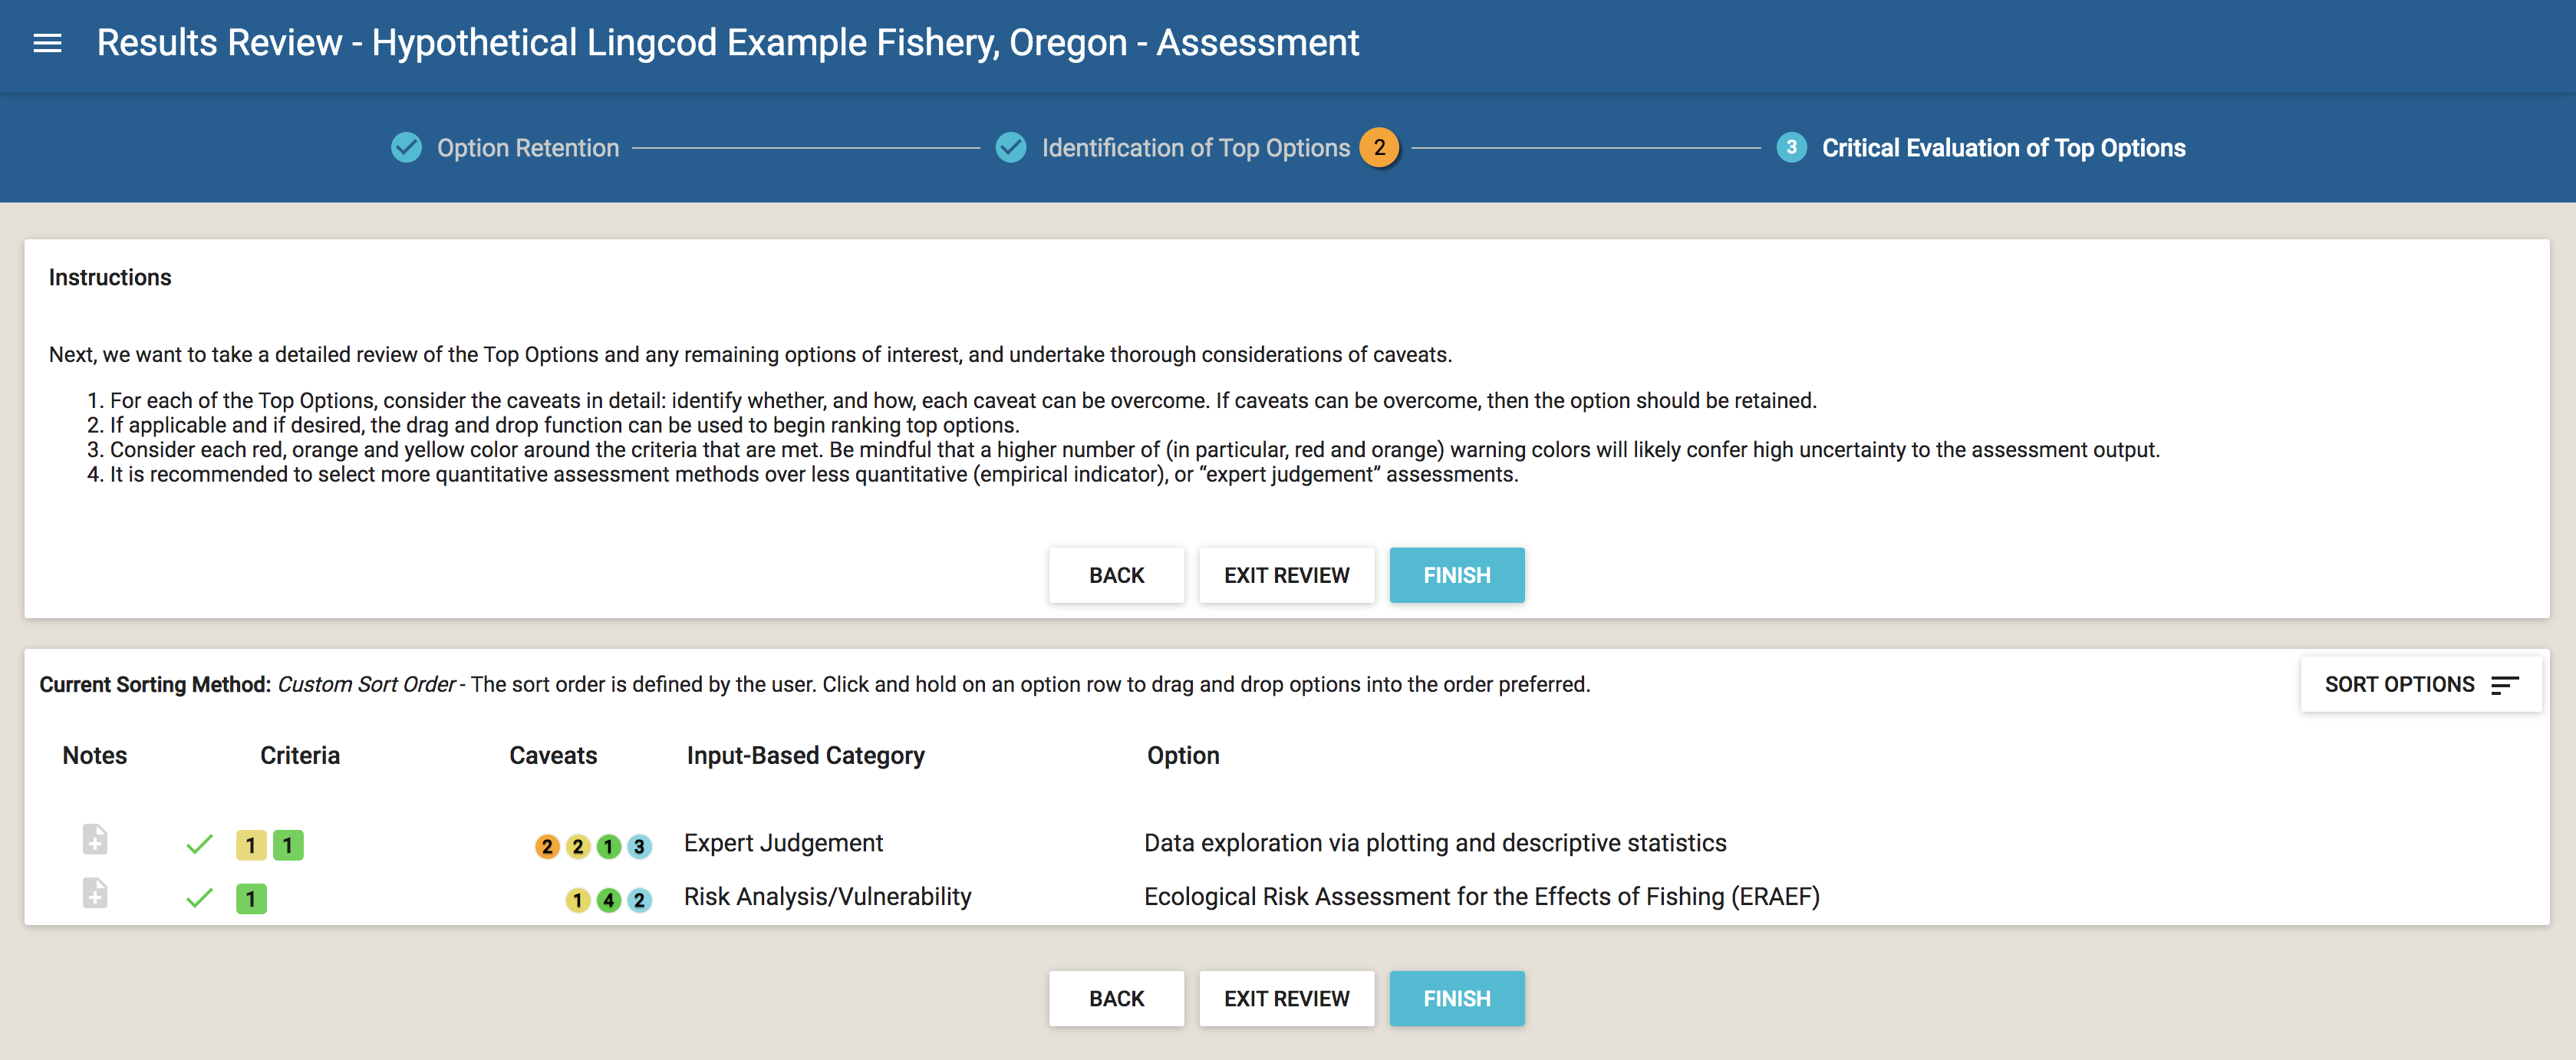 Results Review - Hypothetical Lingcod Example Fishery, Oregon - Assessment
Option Retention
Identification of Top Options 2
3 Critical Evaluation of Top Options
Instructions
Next, we want to take a detailed review of the Top Options and any remaining options of interest, and undertake thorough considerations of caveats.
1. For each of the Top Options, consider the caveats in detail: identify whether, and how, each caveat can be overcome. If caveats can be overcome, then the option should be retained.
2. If applicable and if desired, the drag and drop function can be used to begin ranking top options.
3. Consider each red, orange and yellow color around the criteria that are met. Be mindful that a higher number of (in particular, red and orange) warning colors will likely confer high uncertainty to the assessment output.
4. It is recommended to select more quantitative assessment methods over less quantitative (empirical indicator), or “expert judgement” assessments.
BACK EXIT REVIEW FINISH
Current Sorting Method: Custom Sort Order - The sort order is defined by the user. Click and hold on an option row to drag and drop options into the order preferred.
SORT OPTIONS
Notes Criteria Caveats Input-Based Category Option
1 1 2 2 1 3 Expert Judgement Data exploration via plotting and descriptive statistics
1 1 4 2 Risk Analysis/Vulnerability Ecological Risk Assessment for the Effects of Fishing (ERAEF)
BACK EXIT REVIEW FINISH